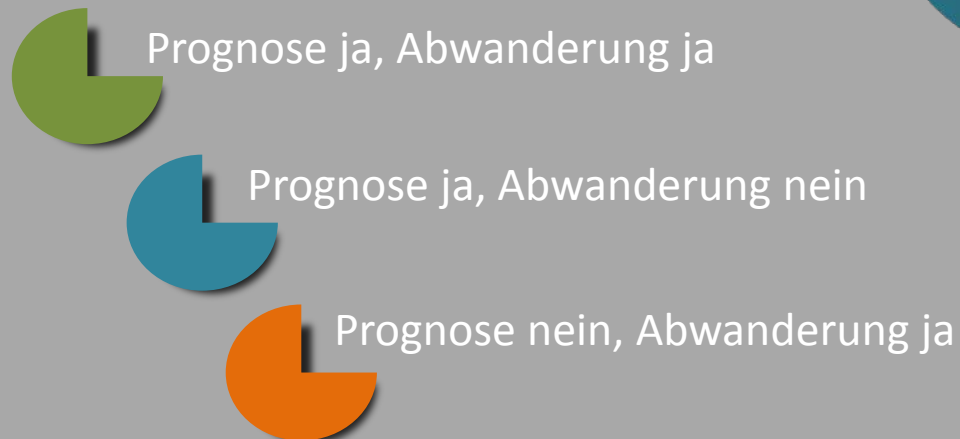 Prognose ja, Abwanderung ja
Prognose ja, Abwanderung nein
Prognose nein, Abwanderung ja